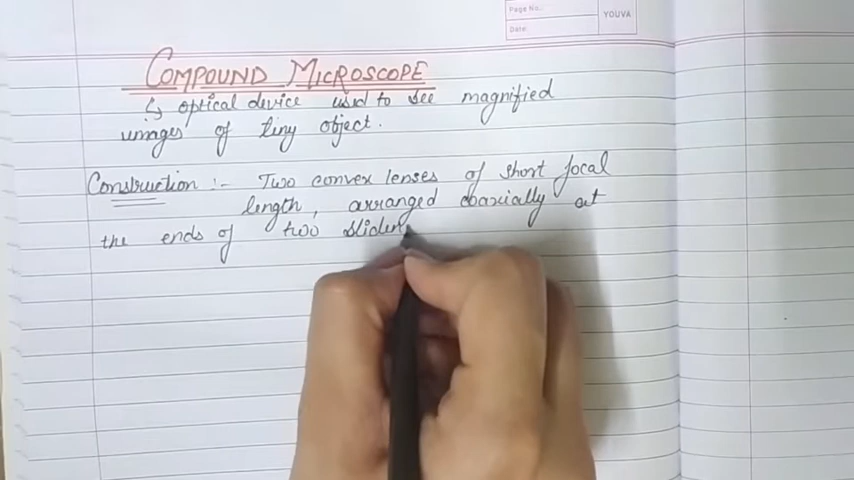 Page No.
YOUVA
Date:
COMPOUND MICROSCOPE
↳ optical device used to see magnified
images of tiny object.
Construction :- Two convex lenses of short focal
length, arranged coaxially at
the ends of two sliding